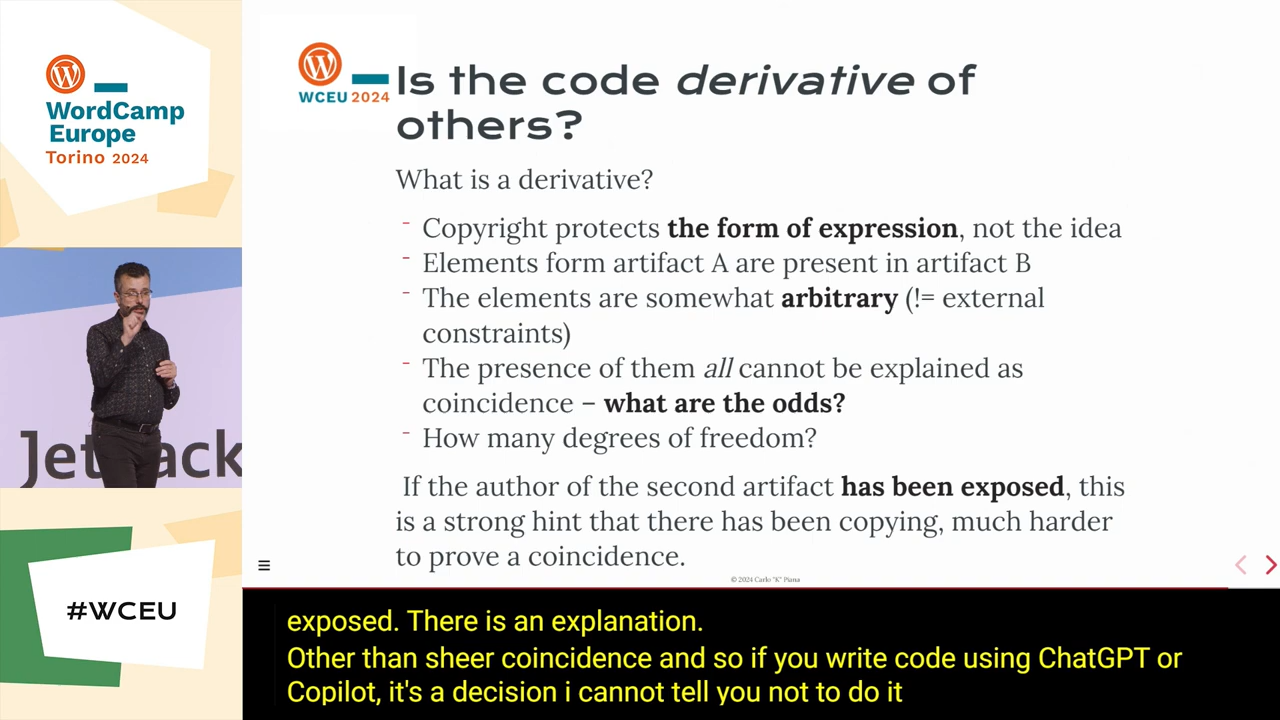 WordCamp
Europe
Torino 2024
WCEU 2024
Is the code derivative of
others?
What is a derivative?
- Copyright protects the form of expression, not the idea
- Elements form artifact A are present in artifact B
- The elements are somewhat arbitrary (!= external
constraints)
- The presence of them all cannot be explained as
coincidence – what are the odds?
- How many degrees of freedom?
If the author of the second artifact has been exposed, this
is a strong hint that there has been copying, much harder
to prove a coincidence.
© 2024 Carlo "K" Piana
Jet ack
#WCEU
exposed. There is an explanation.
Other than sheer coincidence and so if you write code using ChatGPT or
Copilot, it's a decision i cannot tell you not to do it